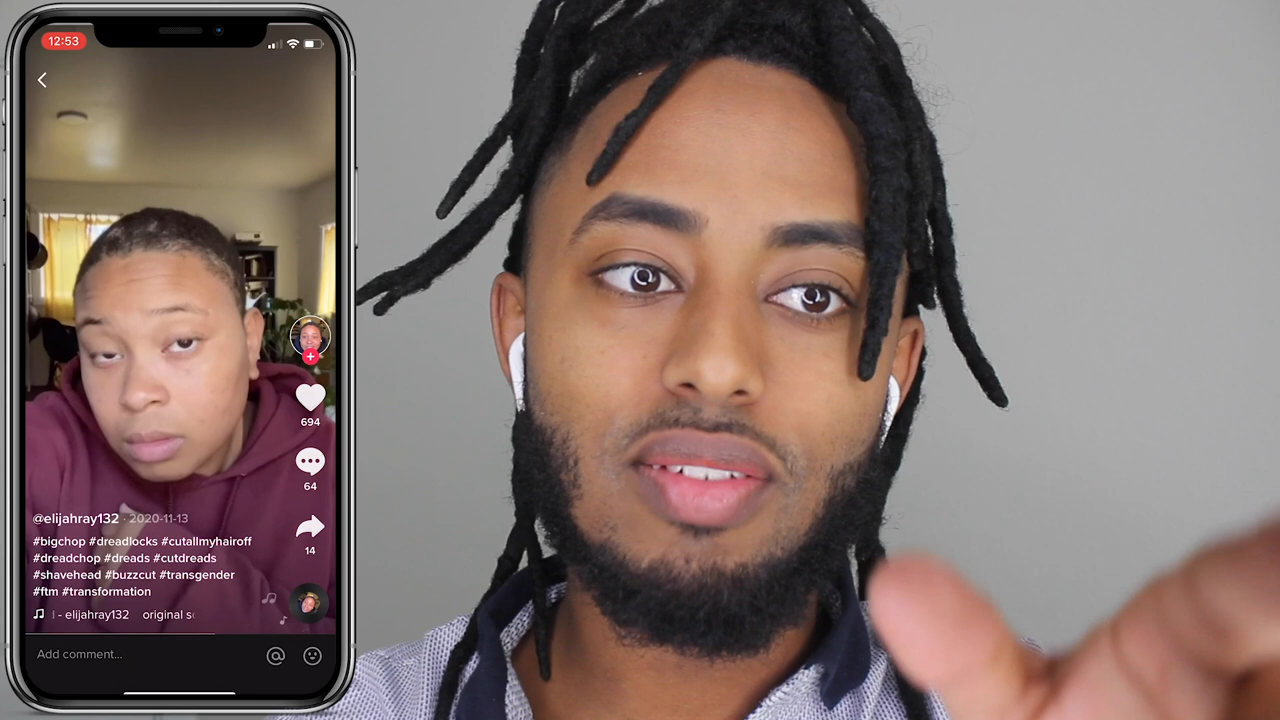 12:53
694
64
@elijahray132 · 2020-11-13
14
#bigchop #dreadlocks #cutallmyhairoff
#dreadchop #dreads #cutdreads
#shavehead #buzzcut #transgender
#ftm #transformation
- elijahray132 original
Add comment...